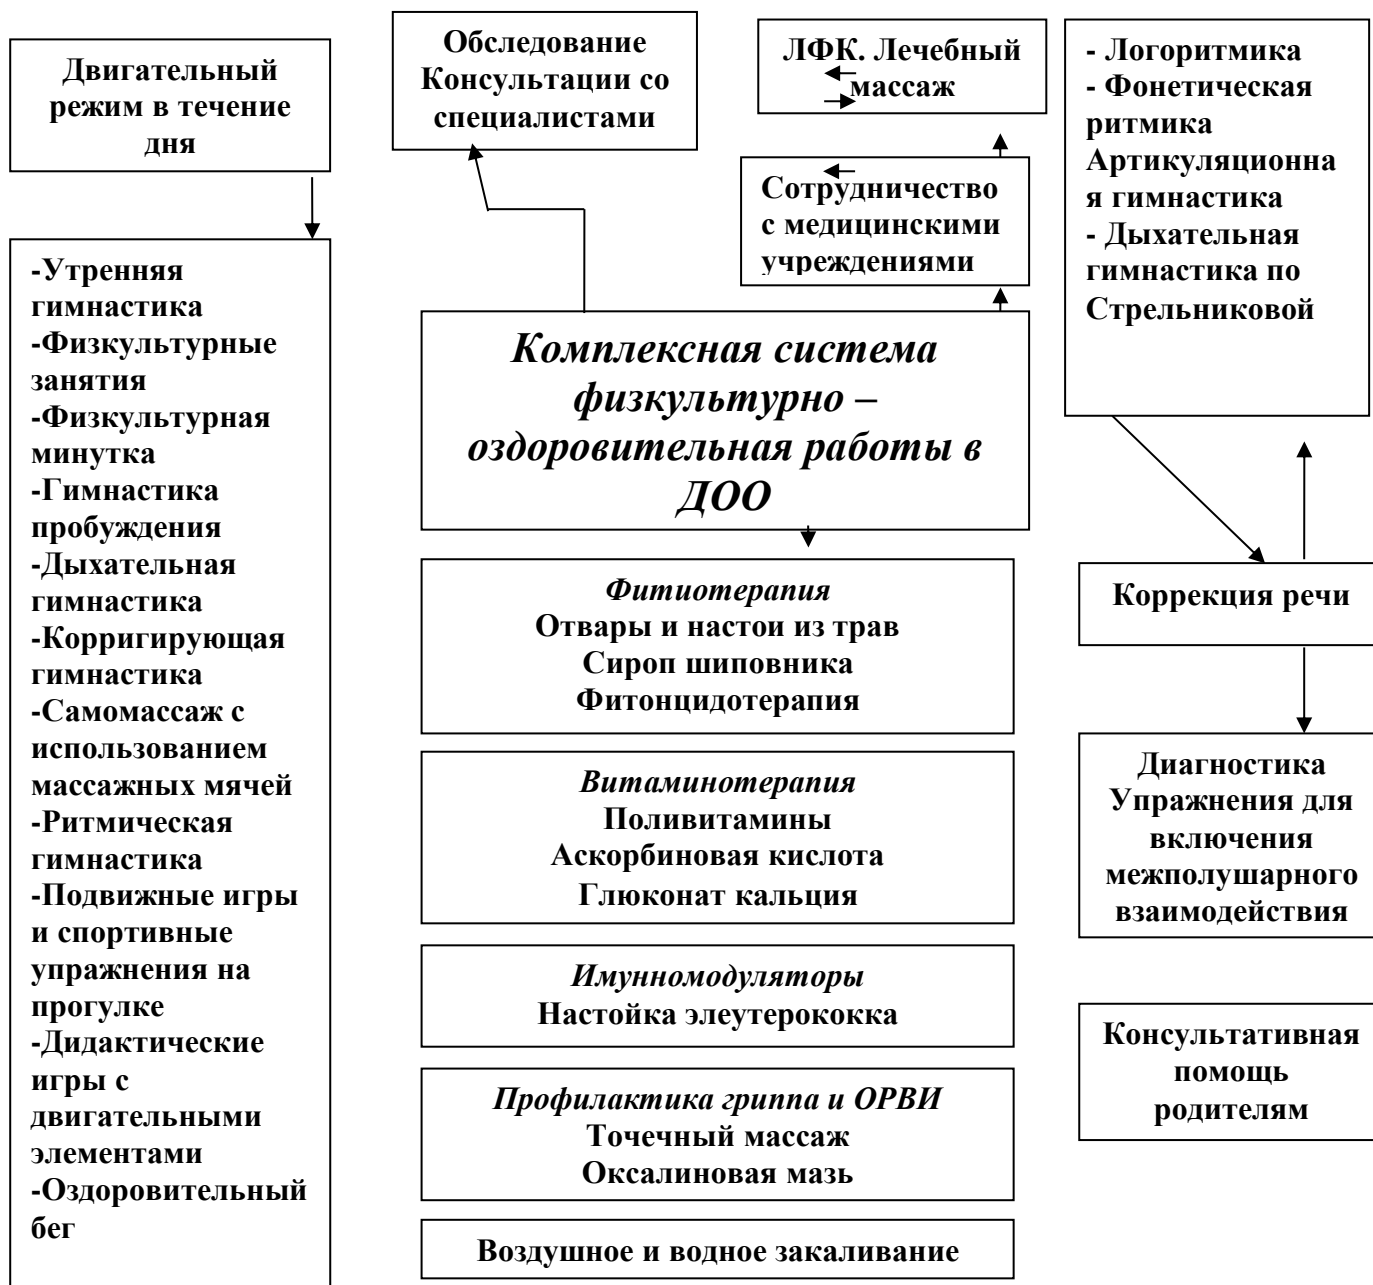 Двигательный
режим в течение
дня
Обследование
Консультации со
специалистами
ЛФК. Лечебный
массаж
Сотрудничество
с медицинскими
учреждениями
- Логоритмика
- Фонетическая
ритмика
Артикуляционна
я гимнастика
- Дыхательная
гимнастика по
Стрельниковой
-Утренняя
гимнастика
-Физкультурные
занятия
-Физкультурная
минутка
-Гимнастика
пробуждения
-Дыхательная
гимнастика
-Корригирующая
гимнастика
-Самомассаж с
использованием
массажных мячей
-Ритмическая
гимнастика
-Подвижные игры
и спортивные
упражнения на
прогулке
-Дидактические
игры с
двигательными
элементами
-Оздоровительный
бег
Комплексная система
физкультурно –
оздоровительная работы в
ДОО
Фитиотерапия
Отвары и настои из трав
Сироп шиповника
Фитонцидотерапия
Витаминотерапия
Поливитамины
Аскорбиновая кислота
Глюконат кальция
Имунномодуляторы
Настойка элеутерококка
Профилактика гриппа и ОРВИ
Точечный массаж
Оксалиновая мазь
Воздушное и водное закаливание
Коррекция речи
Диагностика
Упражнения для
включения
межполушарного
взаимодействия
Консультативная
помощь
родителям